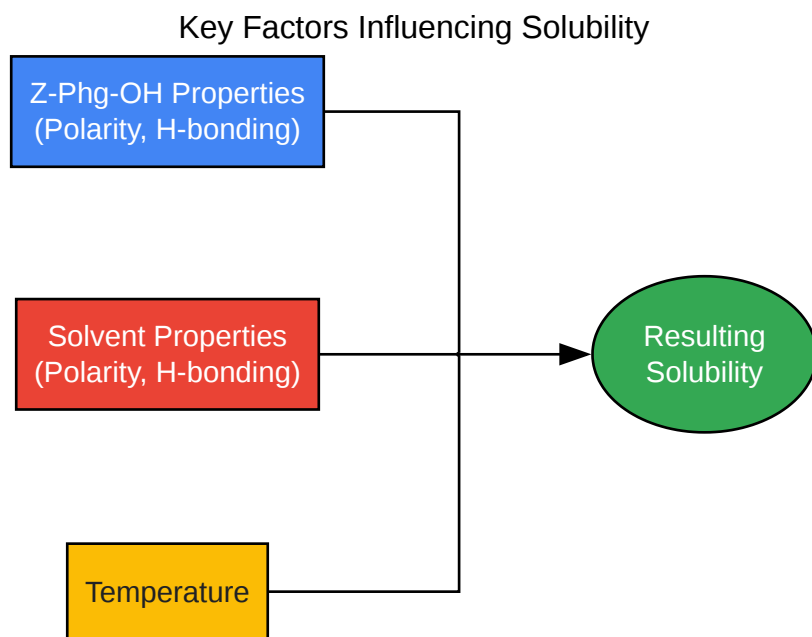 Key Factors Influencing Solubility
Z-Phg-OH Properties
(Polarity, H-bonding)
Solvent Properties
(Polarity, H-bonding)
Resulting
Solubility
Temperature